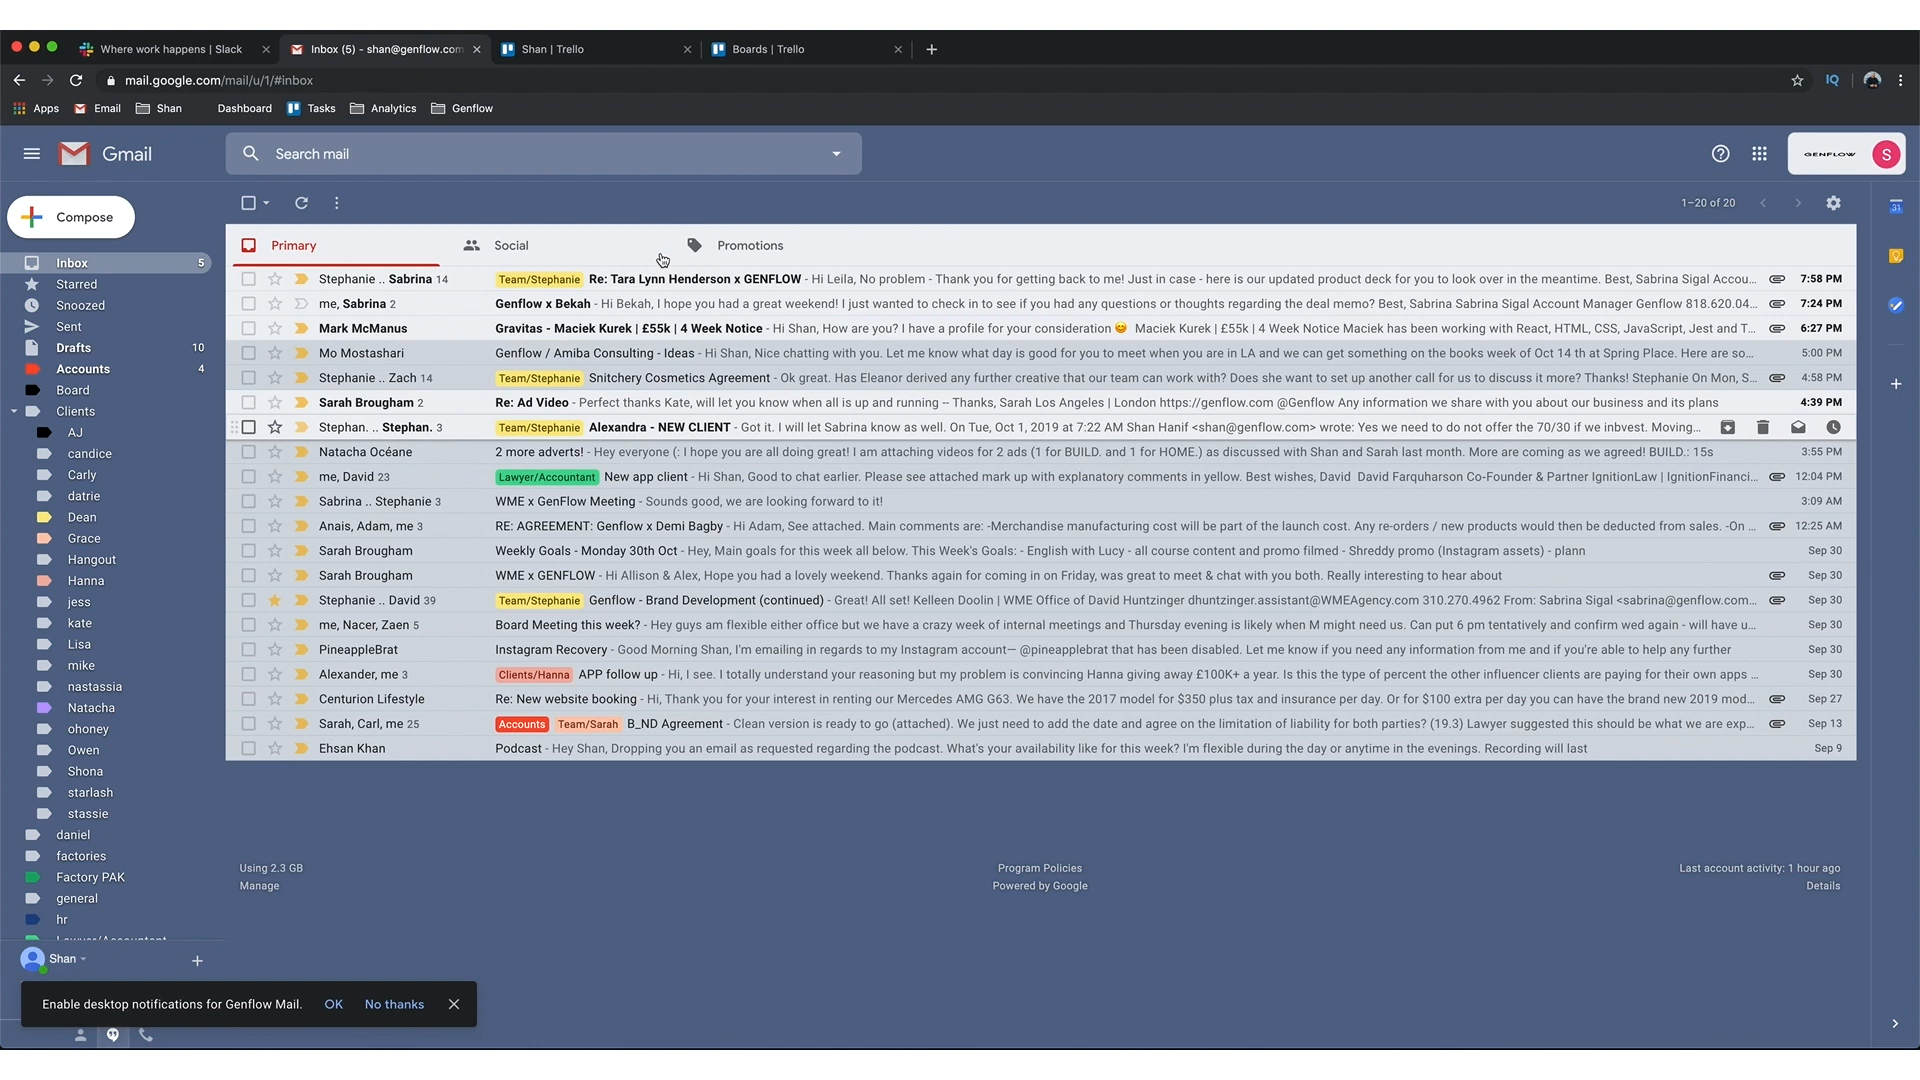 Where work happens | Slack
Inbox (5) - shan@genflow.com
Shan | Trello
Boards | Trello
mail.google.com/mail/u/1/#inbox
IQ
Apps Email Shan Dashboard Tasks Analytics Genflow
Gmail
Search mail
GENFLOW
S
Compose
1–20 of 20
31
Primary Social Promotions
Inbox 5
Starred
Snoozed
Sent
Drafts 10
Accounts 4
Board
Clients
AJ
candice
Carly
datrie
Dean
Grace
Hangout
Hanna
jess
kate
Lisa
mike
nastassia
Natacha
ohoney
Owen
Shona
starlash
stassie
daniel
factories
Factory PAK
general
hr
Lawyer/Accountant
Stephanie .. Sabrina 14 Team/Stephanie Re: Tara Lynn Henderson x GENFLOW - Hi Leila, No problem - Thank you for getting back to me! Just in case - here is our updated product deck for you to look over in the meantime. Best, Sabrina Sigal Accou... 7:58 PM
me, Sabrina 2 Genflow x Bekah - Hi Bekah, I hope you had a great weekend! I just wanted to check in to see if you had any questions or thoughts regarding the deal memo? Best, Sabrina Sabrina Sigal Account Manager Genflow 818.620.04... 7:24 PM
Mark McManus Gravitas - Maciek Kurek | £55k | 4 Week Notice - Hi Shan, How are you? I have a profile for your consideration 😊 Maciek Kurek | £55k | 4 Week Notice Maciek has been working with React, HTML, CSS, JavaScript, Jest and T... 6:27 PM
Mo Mostashari Genflow / Amiba Consulting - Ideas - Hi Shan, Nice chatting with you. Let me know what day is good for you to meet when you are in LA and we can get something on the books week of Oct 14 th at Spring Place. Here are so... 5:00 PM
Stephanie .. Zach 14 Team/Stephanie Snitchery Cosmetics Agreement - Ok great. Has Eleanor derived any further creative that our team can work with? Does she want to set up another call for us to discuss it more? Thanks! Stephanie On Mon, S... 4:58 PM
Sarah Brougham 2 Re: Ad Video - Perfect thanks Kate, will let you know when all is up and running -- Thanks, Sarah Los Angeles | London https://genflow.com @Genflow Any information we share with you about our business and its plans 4:39 PM
Stephan. .. Stephan. 3 Team/Stephanie Alexandra - NEW CLIENT - Got it. I will let Sabrina know as well. On Tue, Oct 1, 2019 at 7:22 AM Shan Hanif <shan@genflow.com> wrote: Yes we need to do not offer the 70/30 if we inbvest. Moving...
Natacha Océane 2 more adverts! - Hey everyone (: I hope you are all doing great! I am attaching videos for 2 ads (1 for BUILD. and 1 for HOME.) as discussed with Shan and Sarah last month. More are coming as we agreed! BUILD.: 15s 3:55 PM
me, David 23 Lawyer/Accountant New app client - Hi Shan, Good to chat earlier. Please see attached mark up with explanatory comments in yellow. Best wishes, David David Farquharson Co-Founder & Partner IgnitionLaw | IgnitionFinanci... 12:04 PM
Sabrina .. Stephanie 3 WME x GenFlow Meeting - Sounds good, we are looking forward to it! 3:09 AM
Anais, Adam, me 3 RE: AGREEMENT: Genflow x Demi Bagby - Hi Adam, See attached. Main comments are: -Merchandise manufacturing cost will be part of the launch cost. Any re-orders / new products would then be deducted from sales. -On ... 12:25 AM
Sarah Brougham Weekly Goals - Monday 30th Oct - Hey, Main goals for this week all below. This Week's Goals: - English with Lucy - all course content and promo filmed - Shreddy promo (Instagram assets) - plann Sep 30
Sarah Brougham WME x GENFLOW - Hi Allison & Alex, Hope you had a lovely weekend. Thanks again for coming in on Friday, was great to meet & chat with you both. Really interesting to hear about Sep 30
Stephanie .. David 39 Team/Stephanie Genflow - Brand Development (continued) - Great! All set! Kelleen Doolin | WME Office of David Huntzinger dhuntzinger.assistant@WMEAgency.com 310.270.4962 From: Sabrina Sigal <sabrina@genflow.com... Sep 30
me, Nacer, Zaen 5 Board Meeting this week? - Hey guys am flexible either office but we have a crazy week of internal meetings and Thursday evening is likely when M might need us. Can put 6 pm tentatively and confirm wed again - will have u... Sep 30
PineappleBrat Instagram Recovery - Good Morning Shan, I'm emailing in regards to my Instagram account— @pineapplebrat that has been disabled. Let me know if you need any information from me and if you're able to help any further Sep 30
Alexander, me 3 Clients/Hanna APP follow up - Hi, I see. I totally understand your reasoning but my problem is convincing Hanna giving away £100K+ a year. Is this the type of percent the other influencer clients are paying for their own apps ... Sep 30
Centurion Lifestyle Re: New website booking - Hi, Thank you for your interest in renting our Mercedes AMG G63. We have the 2017 model for $350 plus tax and insurance per day. Or for $100 extra per day you can have the brand new 2019 mod... Sep 27
Sarah, Carl, me 25 Accounts Team/Sarah B_ND Agreement - Clean version is ready to go (attached). We just need to add the date and agree on the limitation of liability for both parties? (19.3) Lawyer suggested this should be what we are exp... Sep 13
Ehsan Khan Podcast - Hey Shan, Dropping you an email as requested regarding the podcast. What's your availability like for this week? I'm flexible during the day or anytime in the evenings. Recording will last Sep 9
Using 2.3 GB
Manage
Program Policies
Powered by Google
Last account activity: 1 hour ago
Details
Shan
Enable desktop notifications for Genflow Mail. OK No thanks